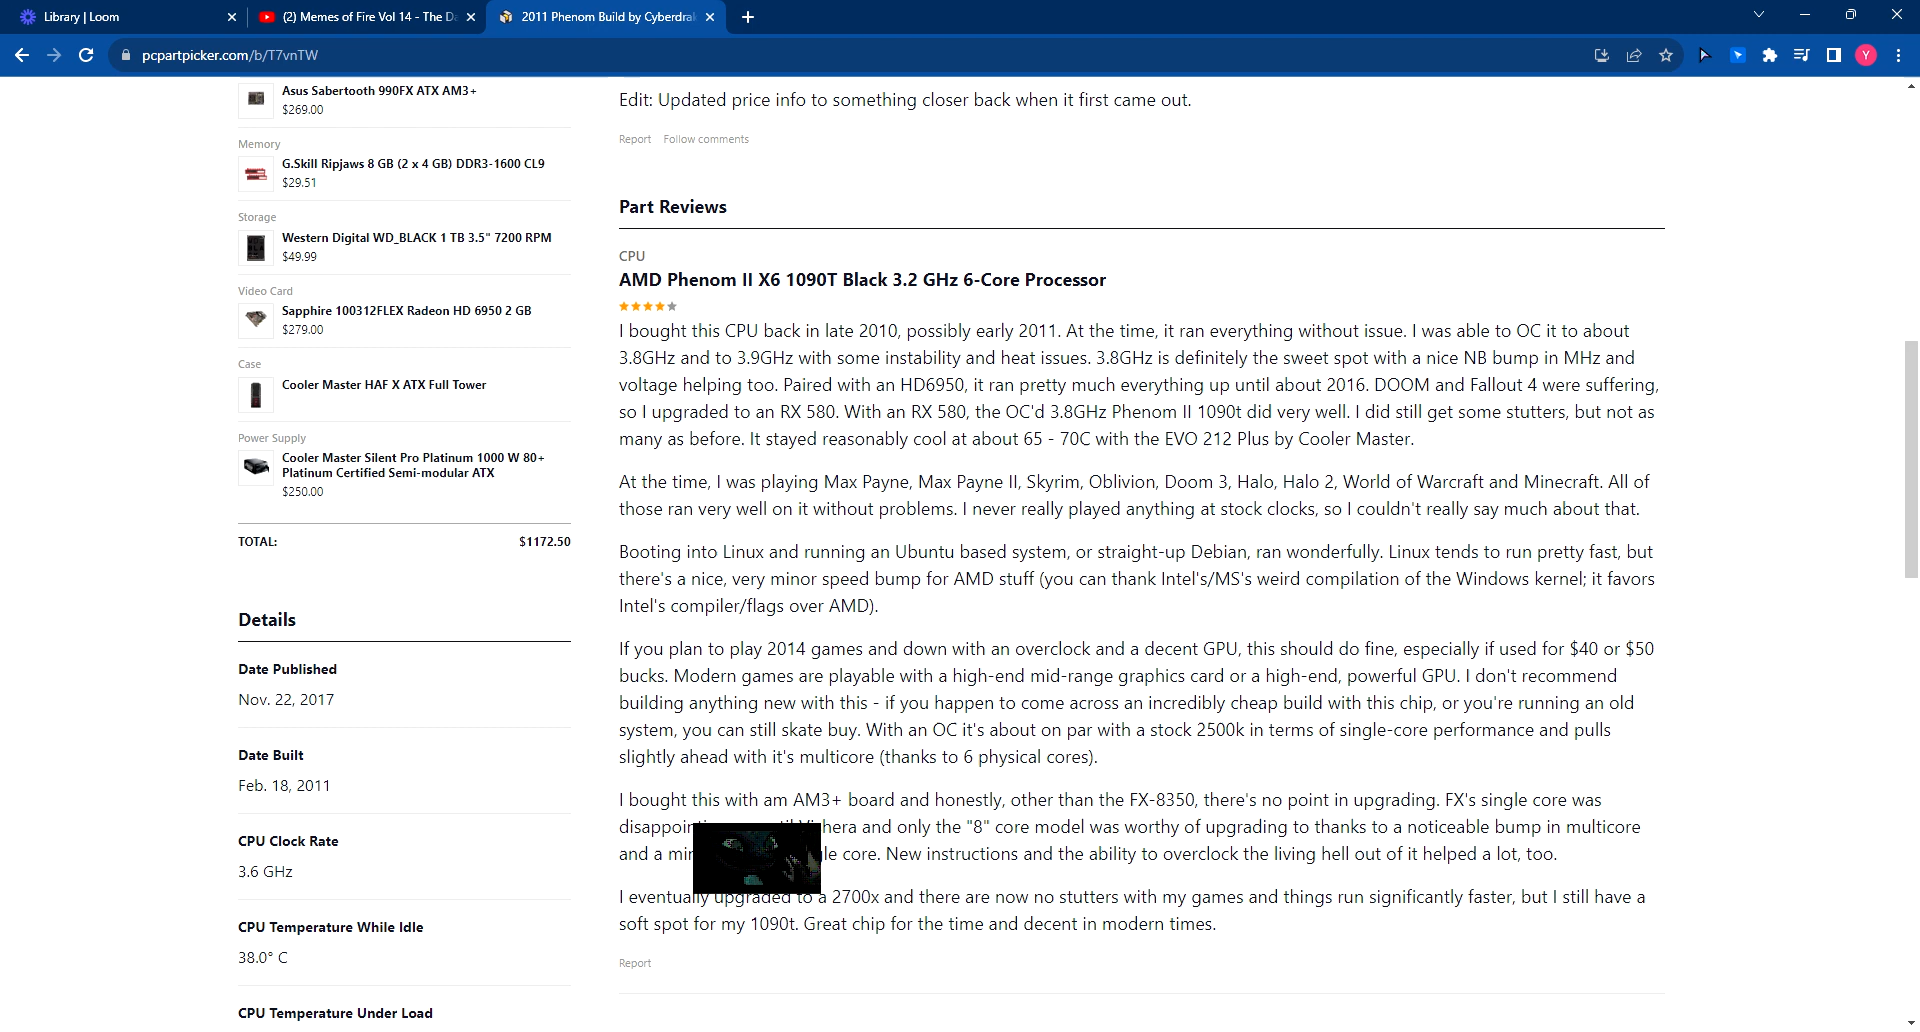 Library | Loom
(2) Memes of Fire Vol 14 - The Da
2011 Phenom Build by Cyberdrak
pcpartpicker.com/b/T7vnTW
Y
Asus Sabertooth 990FX ATX AM3+
$269.00
Memory
G.Skill Ripjaws 8 GB (2 x 4 GB) DDR3-1600 CL9
$29.51
Storage
Western Digital WD_BLACK 1 TB 3.5" 7200 RPM
$49.99
Video Card
Sapphire 100312FLEX Radeon HD 6950 2 GB
$279.00
Case
Cooler Master HAF X ATX Full Tower
Power Supply
Cooler Master Silent Pro Platinum 1000 W 80+
Platinum Certified Semi-modular ATX
$250.00
TOTAL: $1172.50
Details
Date Published
Nov. 22, 2017
Date Built
Feb. 18, 2011
CPU Clock Rate
3.6 GHz
CPU Temperature While Idle
38.0° C
CPU Temperature Under Load
Edit: Updated price info to something closer back when it first came out.
Report Follow comments
Part Reviews
CPU
AMD Phenom II X6 1090T Black 3.2 GHz 6-Core Processor
I bought this CPU back in late 2010, possibly early 2011. At the time, it ran everything without issue. I was able to OC it to about
3.8GHz and to 3.9GHz with some instability and heat issues. 3.8GHz is definitely the sweet spot with a nice NB bump in MHz and
voltage helping too. Paired with an HD6950, it ran pretty much everything up until about 2016. DOOM and Fallout 4 were suffering,
so I upgraded to an RX 580. With an RX 580, the OC'd 3.8GHz Phenom II 1090t did very well. I did still get some stutters, but not as
many as before. It stayed reasonably cool at about 65 - 70C with the EVO 212 Plus by Cooler Master.
At the time, I was playing Max Payne, Max Payne II, Skyrim, Oblivion, Doom 3, Halo, Halo 2, World of Warcraft and Minecraft. All of
those ran very well on it without problems. I never really played anything at stock clocks, so I couldn't really say much about that.
Booting into Linux and running an Ubuntu based system, or straight-up Debian, ran wonderfully. Linux tends to run pretty fast, but
there's a nice, very minor speed bump for AMD stuff (you can thank Intel's/MS's weird compilation of the Windows kernel; it favors
Intel's compiler/flags over AMD).
If you plan to play 2014 games and down with an overclock and a decent GPU, this should do fine, especially if used for $40 or $50
bucks. Modern games are playable with a high-end mid-range graphics card or a high-end, powerful GPU. I don't recommend
building anything new with this - if you happen to come across an incredibly cheap build with this chip, or you're running an old
system, you can still skate buy. With an OC it's about on par with a stock 2500k in terms of single-core performance and pulls
slightly ahead with it's multicore (thanks to 6 physical cores).
I bought this with am AM3+ board and honestly, other than the FX-8350, there's no point in upgrading. FX's single core was
and only the "8" core model was worthy of upgrading to thanks to a noticeable bump in multicore
and a core. New instructions and the ability to overclock the living hell out of it helped a lot, too.
I eventually upgraded to a 2700x and there are now no stutters with my games and things run significantly faster, but I still have a
soft spot for my 1090t. Great chip for the time and decent in modern times.
Report